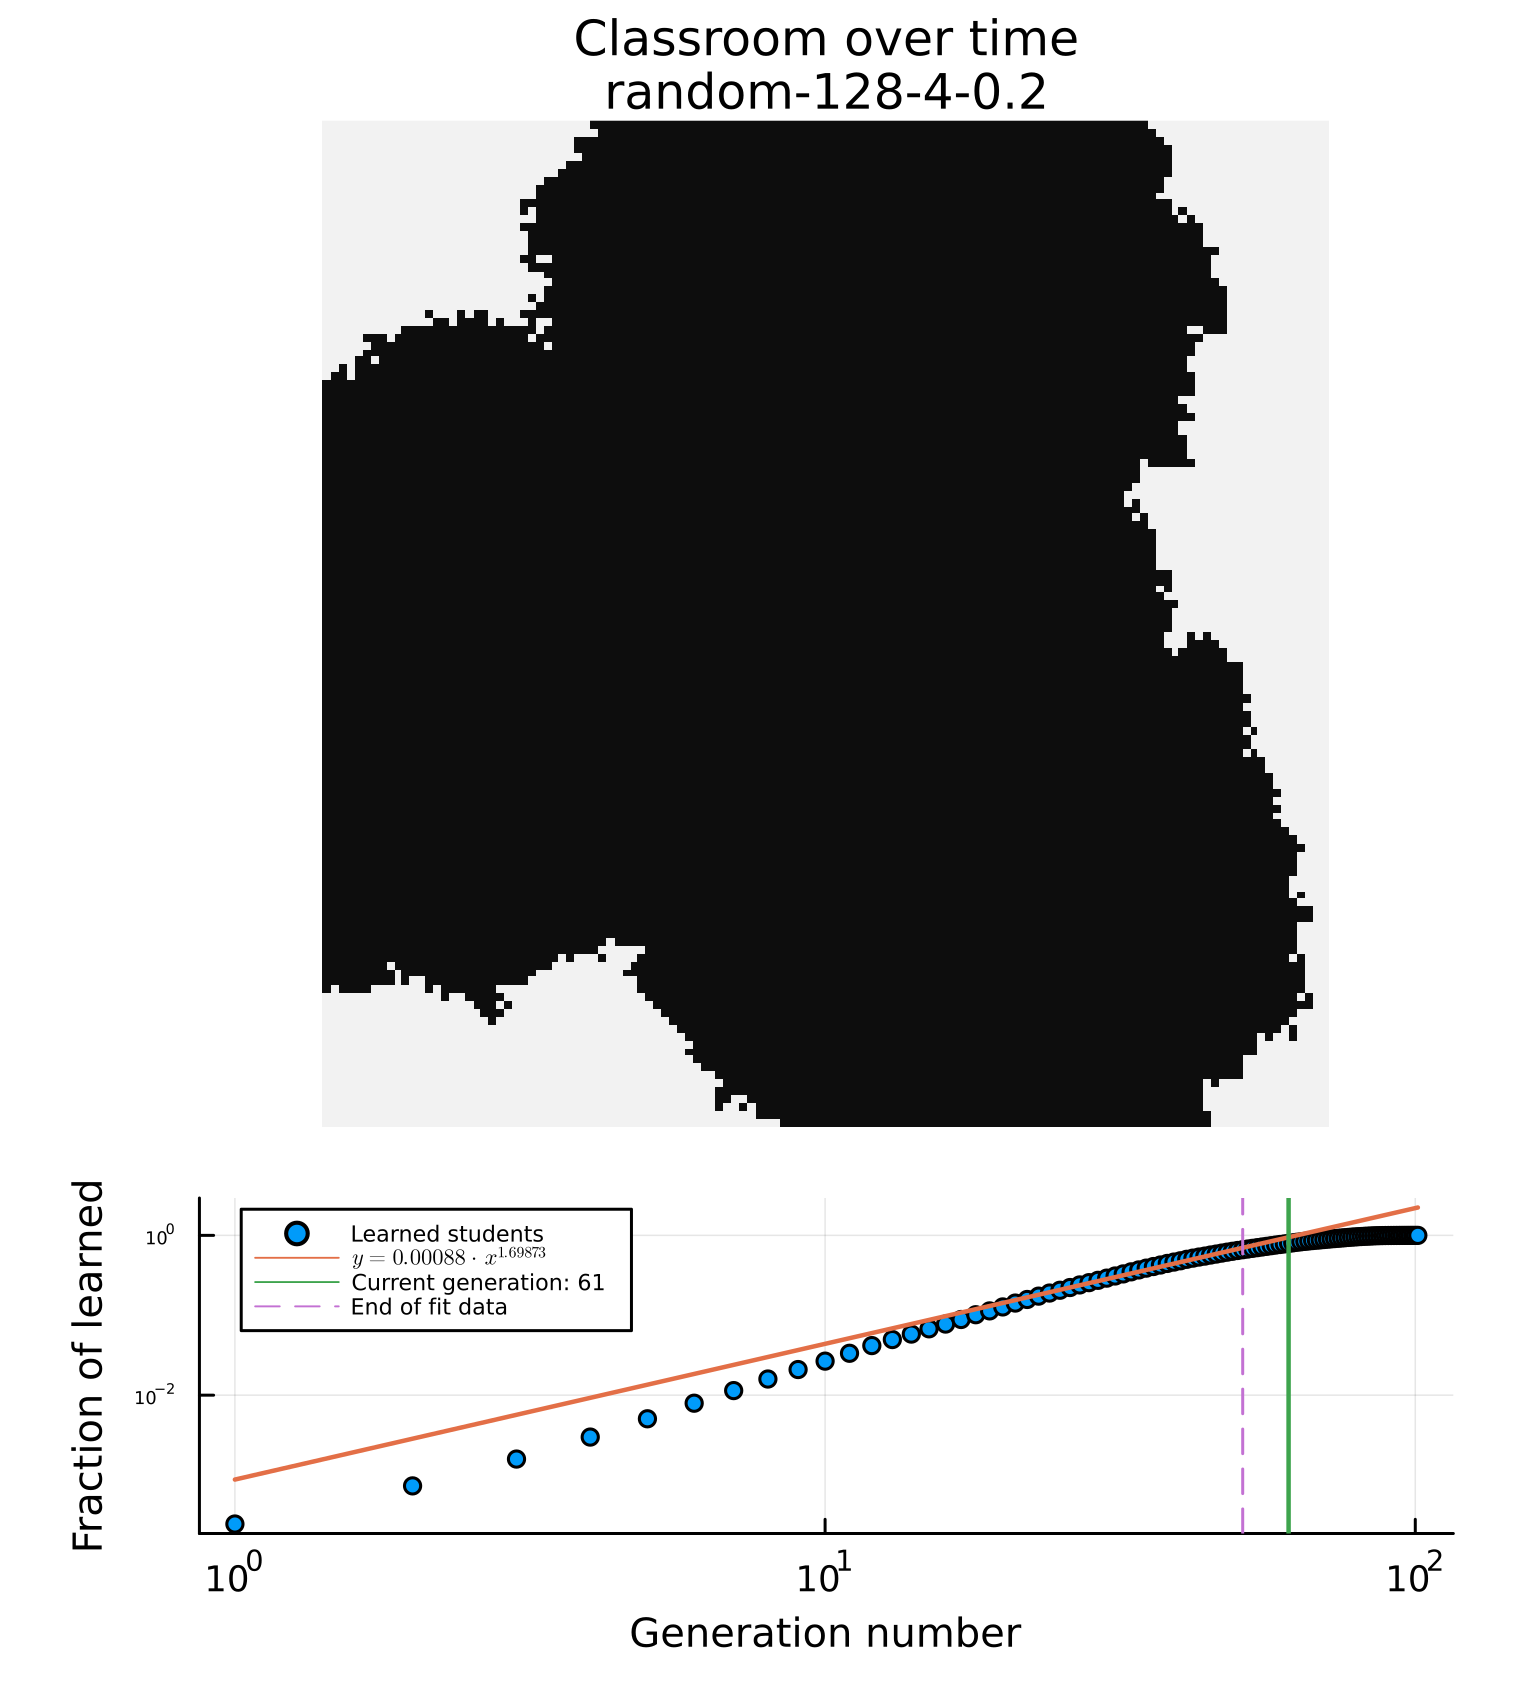 Classroom over time
random-128-4-0.2
Fraction of learned
10^0
10^−2
Learned students
y = 0.00088 · x^1.69873
Current generation: 61
End of fit data
10^0
10^1
10^2
Generation number